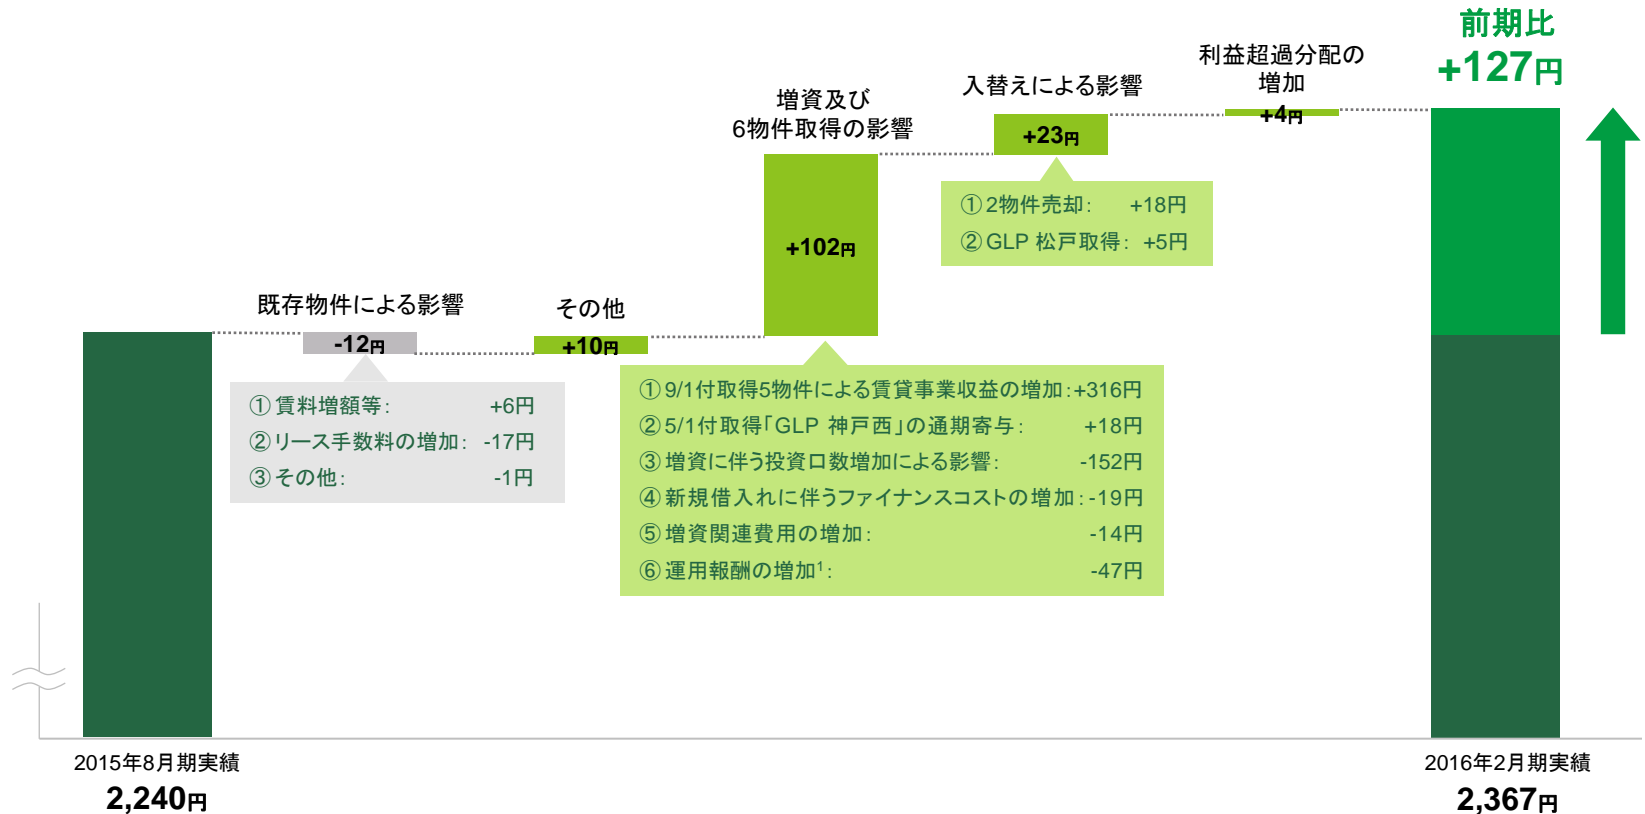 前期比
+127円
利益超過分配の
増加
+4円
入替えによる影響
+23円
①2物件売却: +18円
②GLP 松戸取得: +5円
増資及び
6物件取得の影響
+102円
①9/1付取得5物件による賃貸事業収益の増加:+316円
②5/1付取得「GLP 神戸西」の通期寄与: +18円
③増資に伴う投資口数増加による影響: -152円
④新規借入れに伴うファイナンスコストの増加:-19円
⑤増資関連費用の増加: -14円
⑥運用報酬の増加¹: -47円
その他
+10円
既存物件による影響
-12円
①賃料増額等: +6円
②リース手数料の増加: -17円
③その他: -1円
2015年8月期実績
2,240円
2016年2月期実績
2,367円